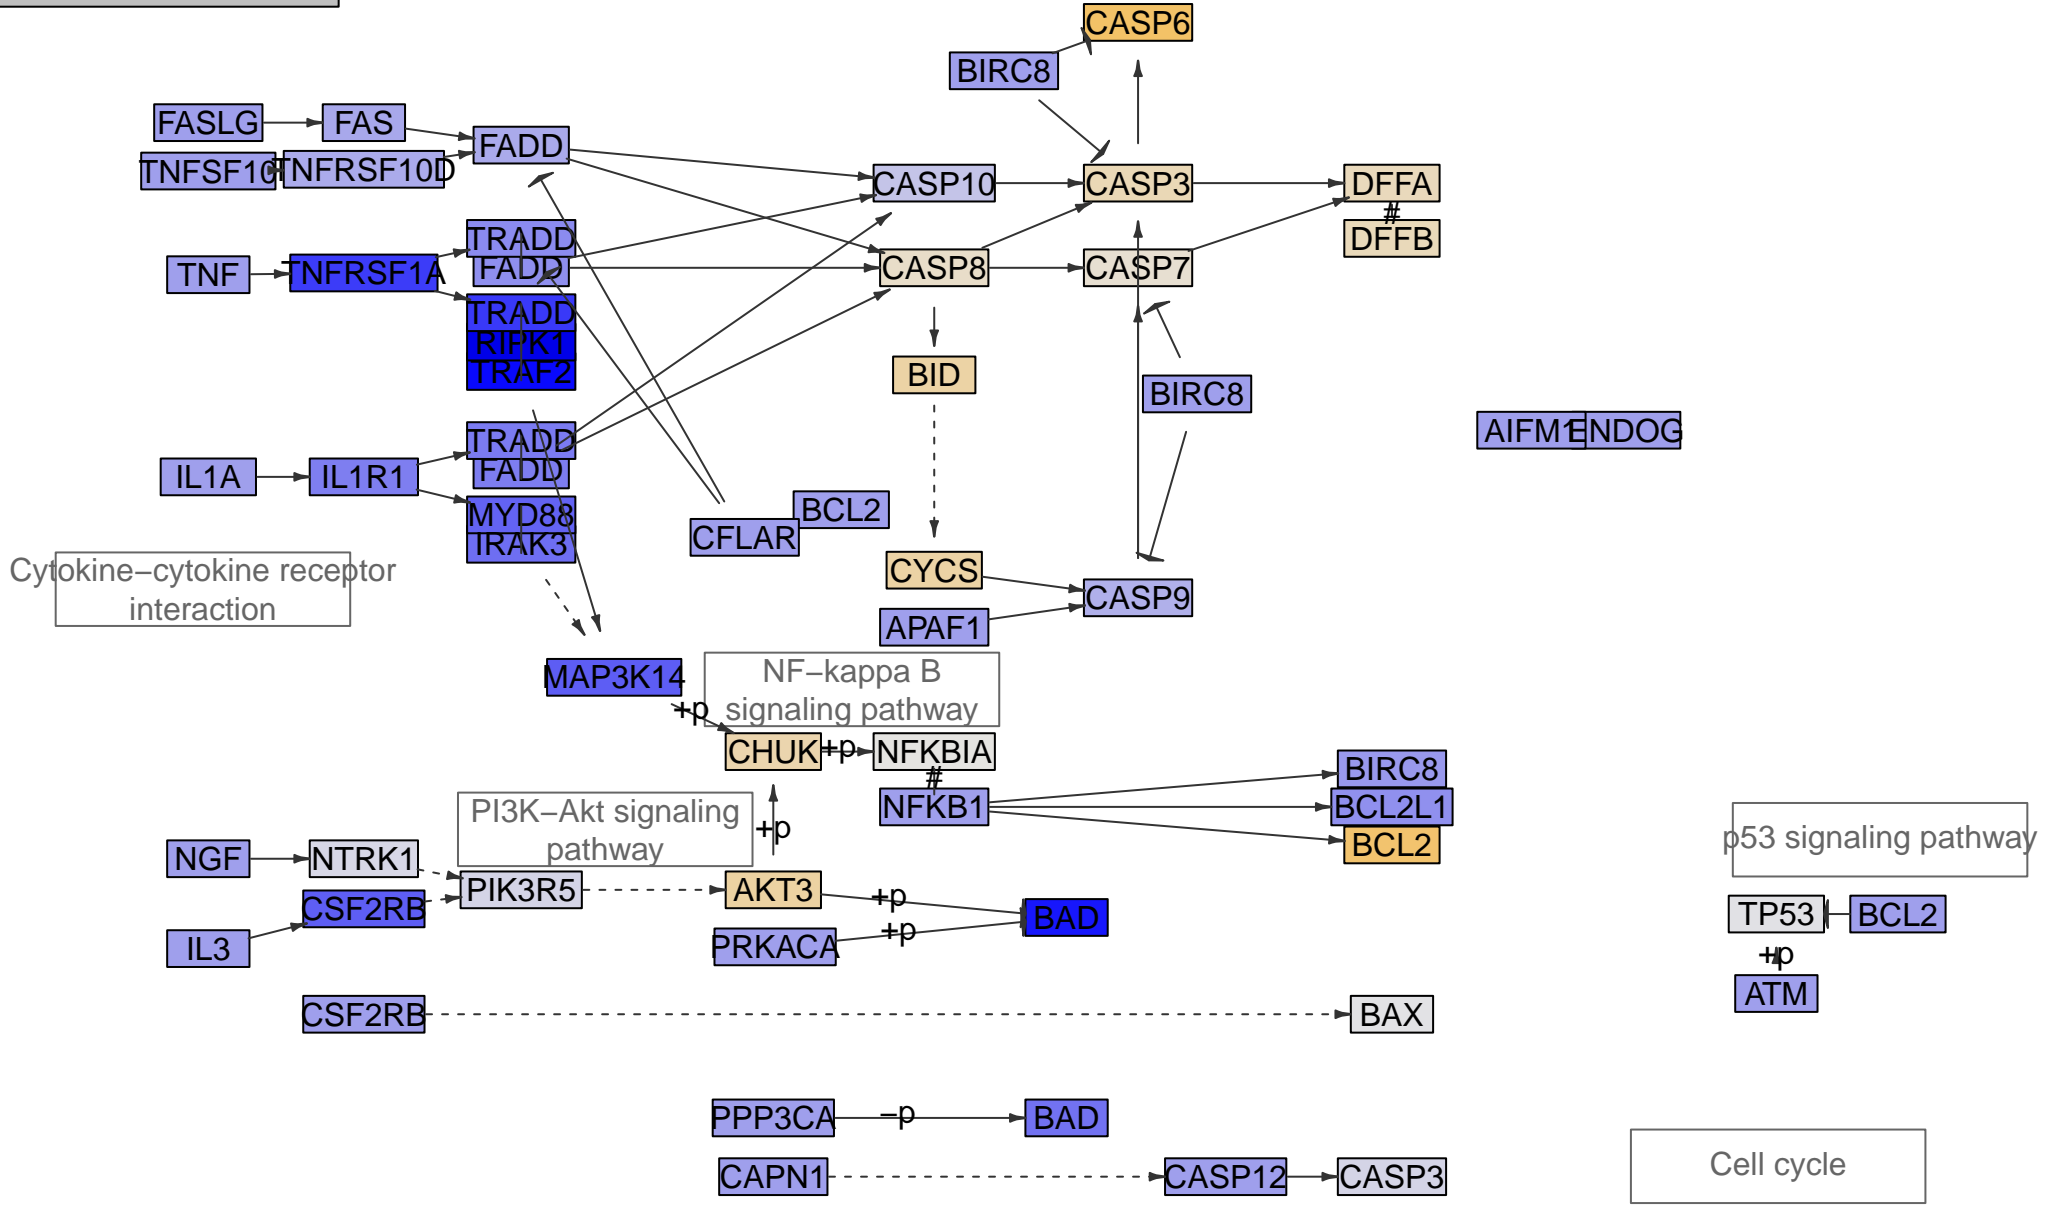 CASP6
BIRC8
FASLG
FAS
FADD
TNFSF10
TNFRSF10D
CASP10
CASP3
DFFA
#
DFFB
TRADD
FADD
TNF
TNFRSF1A
CASP8
CASP7
TRADD
RIPK1
TRAF2
BID
BIRC8
AIFM1
ENDOG
TRADD
FADD
IL1A
IL1R1
MYD88
IRAK3
BCL2
CFLAR
Cytokine−cytokine receptor
interaction
CYCS
CASP9
APAF1
MAP3K14
NF−kappa B
signaling pathway
+p
CHUK
+p
NFKBIA
#
NFKB1
BIRC8
BCL2L1
BCL2
PI3K−Akt signaling
pathway
+p
p53 signaling pathway
NGF
NTRK1
PIK3R5
AKT3
+p
CSF2RB
BAD
TP53
BCL2
IL3
PRKACA
+p
+p
ATM
CSF2RB
BAX
PPP3CA
−p
BAD
CAPN1
CASP12
CASP3
Cell cycle